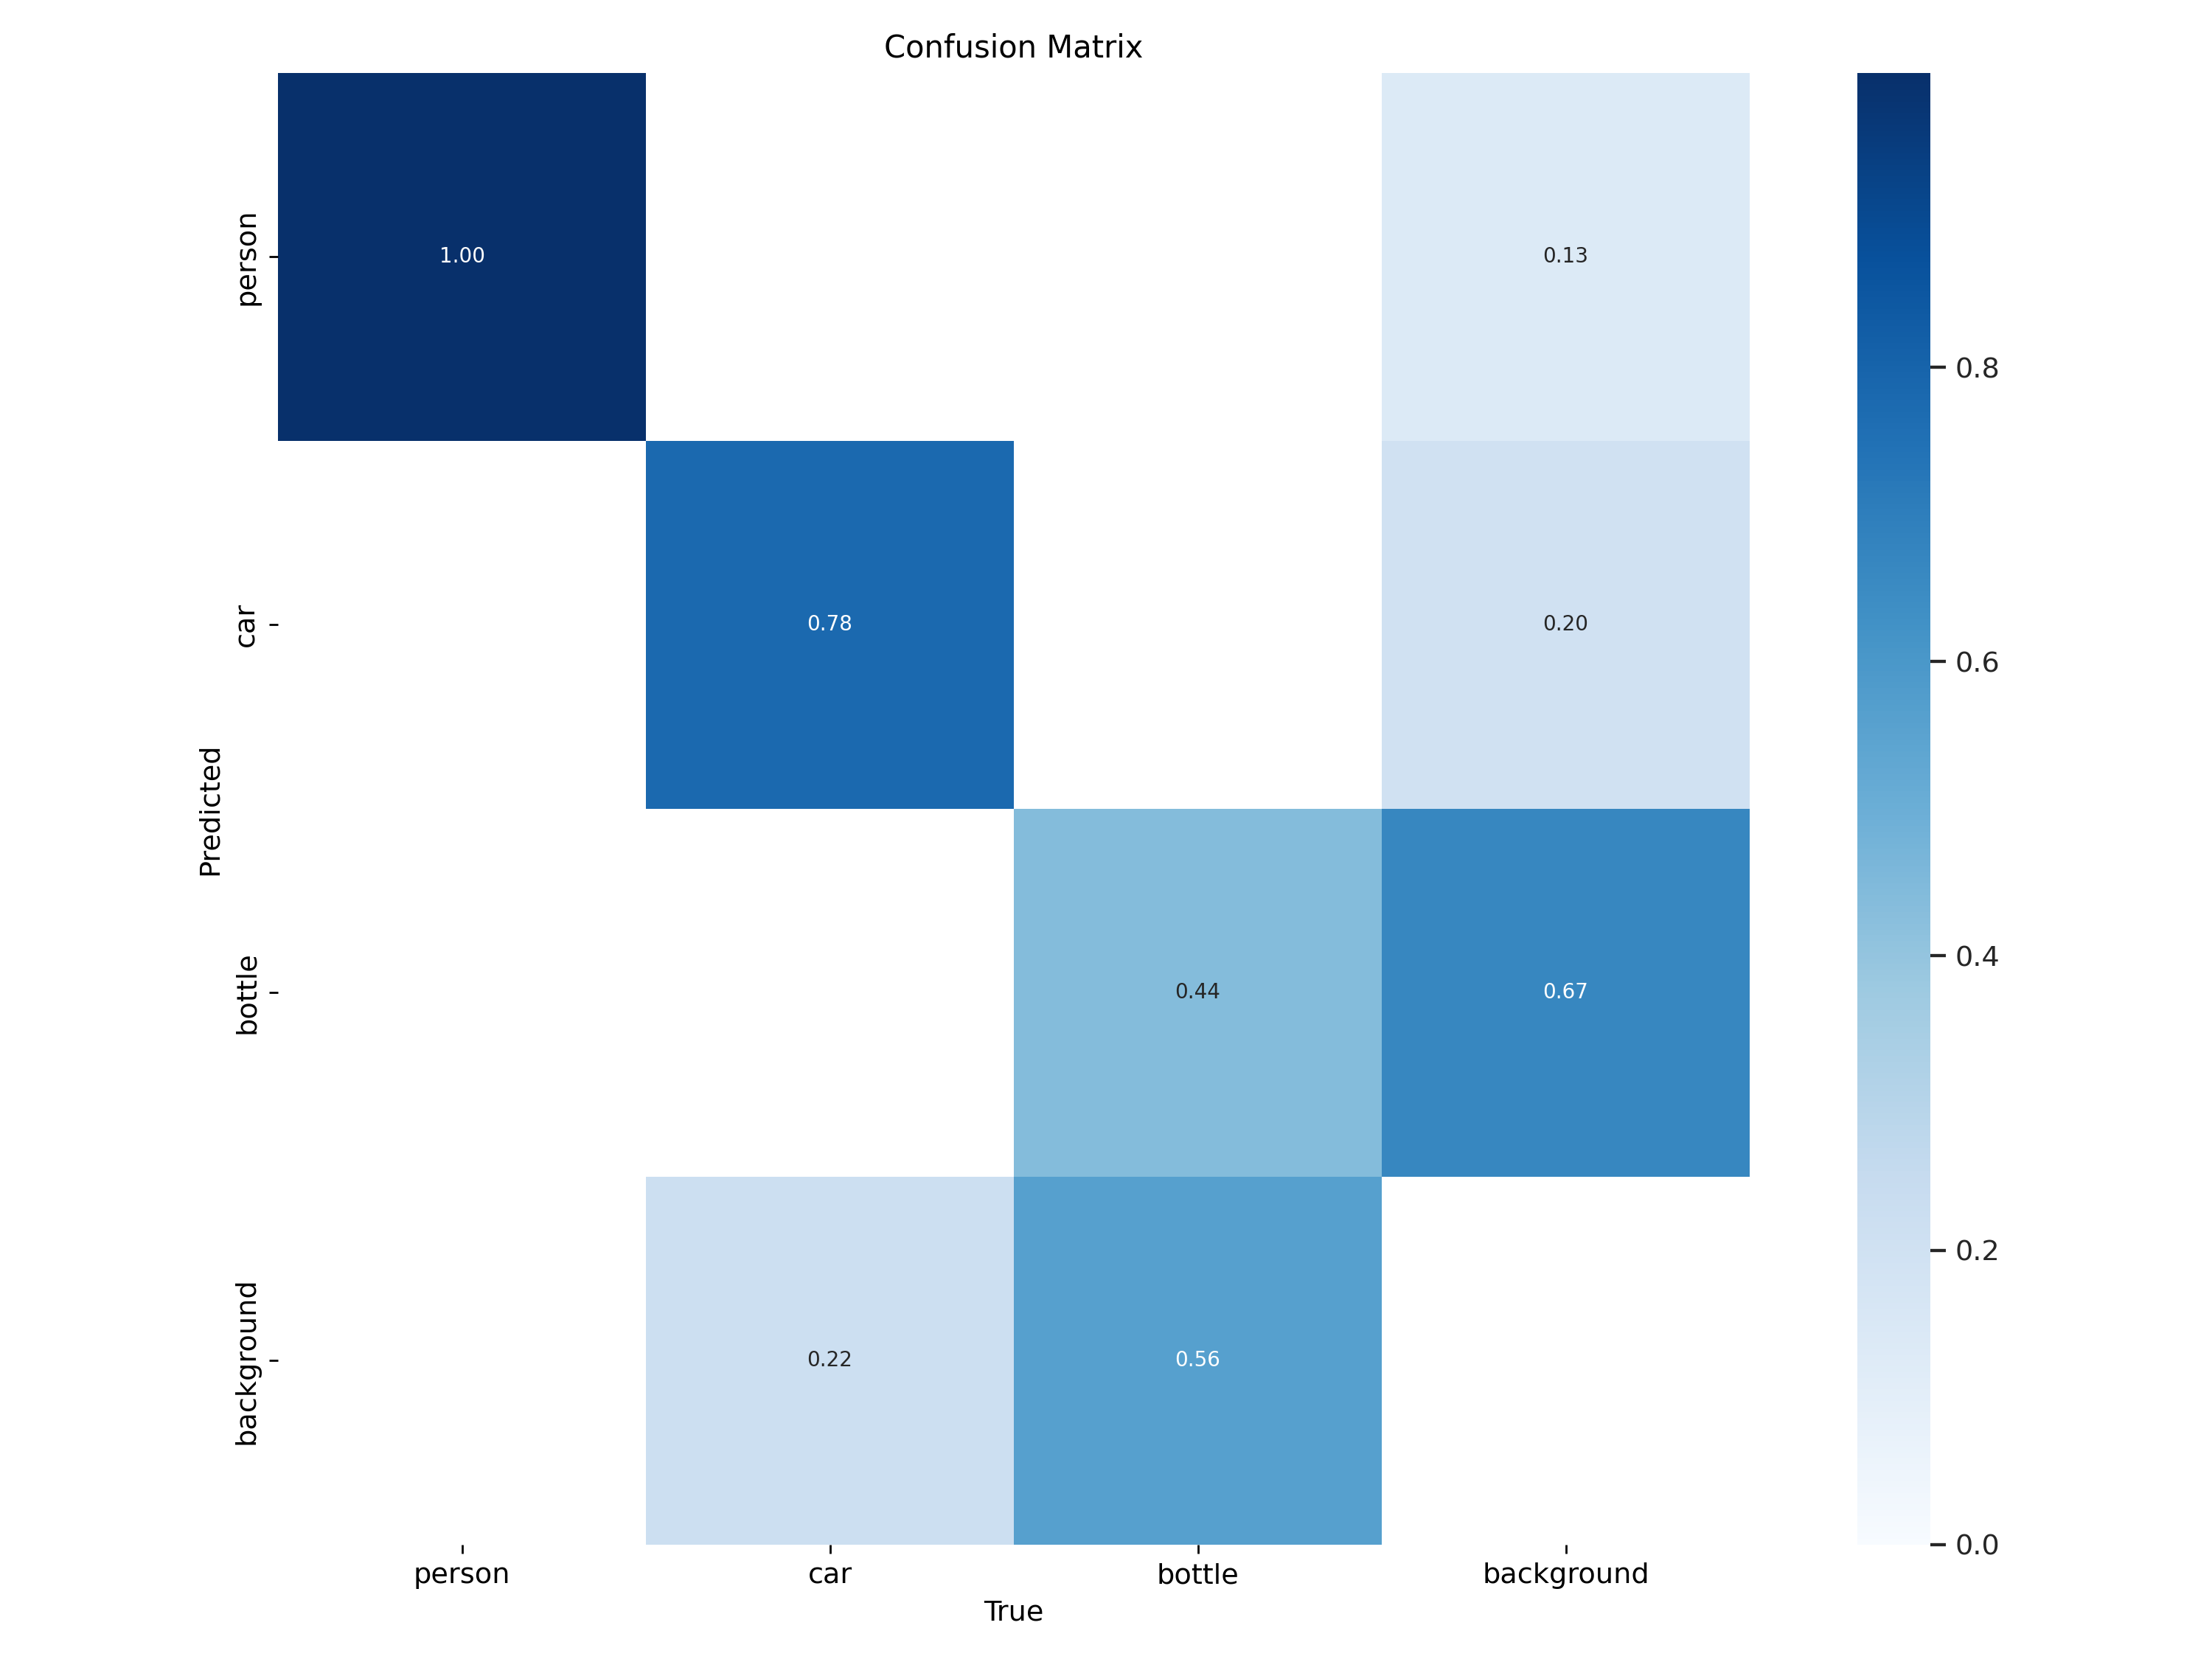 Confusion Matrix
person
1.00
0.13
car
0.78
0.20
bottle
0.44
0.67
background
0.22
0.56
Predicted
person car bottle background
True
0.8
0.6
0.4
0.2
0.0